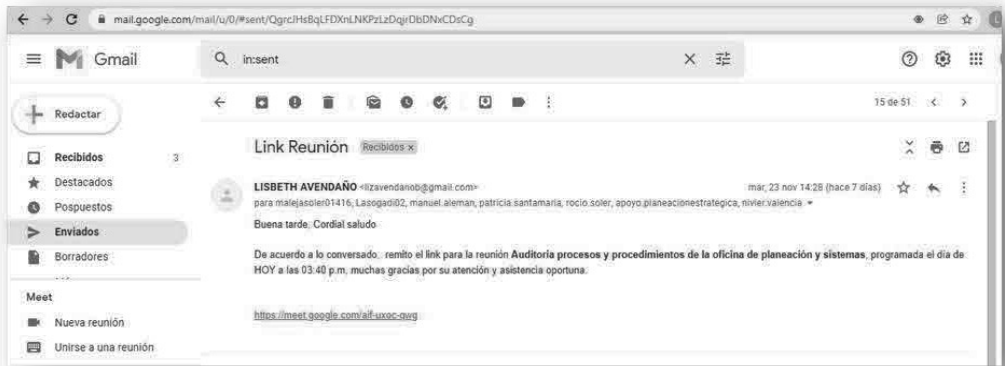 mail.google.com/mail/u/0/#sent/QgrcJHsBqLFDXnLNKPzLzDqjrDbDNxCDsCg
Gmail
in:sent
Redactar
15 de 51
Link Reunión
Recibidos x
Recibidos 3
LISBETH AVENDAÑO <lizavendanob@gmail.com>
mar, 23 nov 14:28 (hace 7 días)
Destacados
para malejasoler01416, Lasogadi02, manuel.aleman, patricia.santamaria, rocio.soler, apoyo.planeacionestrategica, nivier.valencia
Pospuestos
Buena tarde. Cordial saludo
Enviados
Borradores
De acuerdo a lo conversado, remito el link para la reunión Auditoria procesos y procedimientos de la oficina de planeación y sistemas, programada el día de
HOY a las 03:40 p.m. muchas gracias por su atención y asistencia oportuna.
Meet
Nueva reunión
https://meet.google.com/aif-uxoc-qwg
Unirse a una reunión